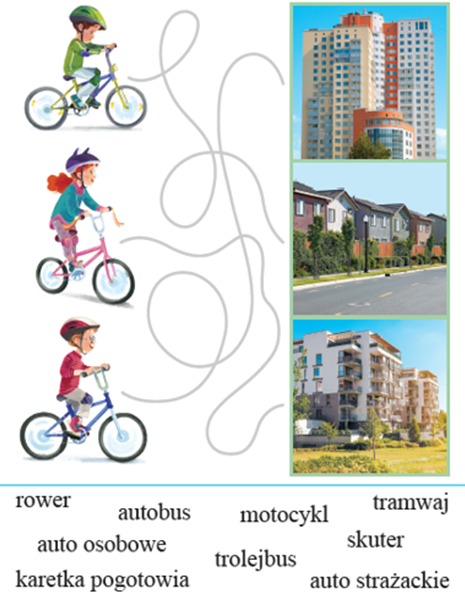 rower
autobus
motocykl
tramwaj
auto osobowe
trolejbus
skuter
karetka pogotowia
auto strażackie